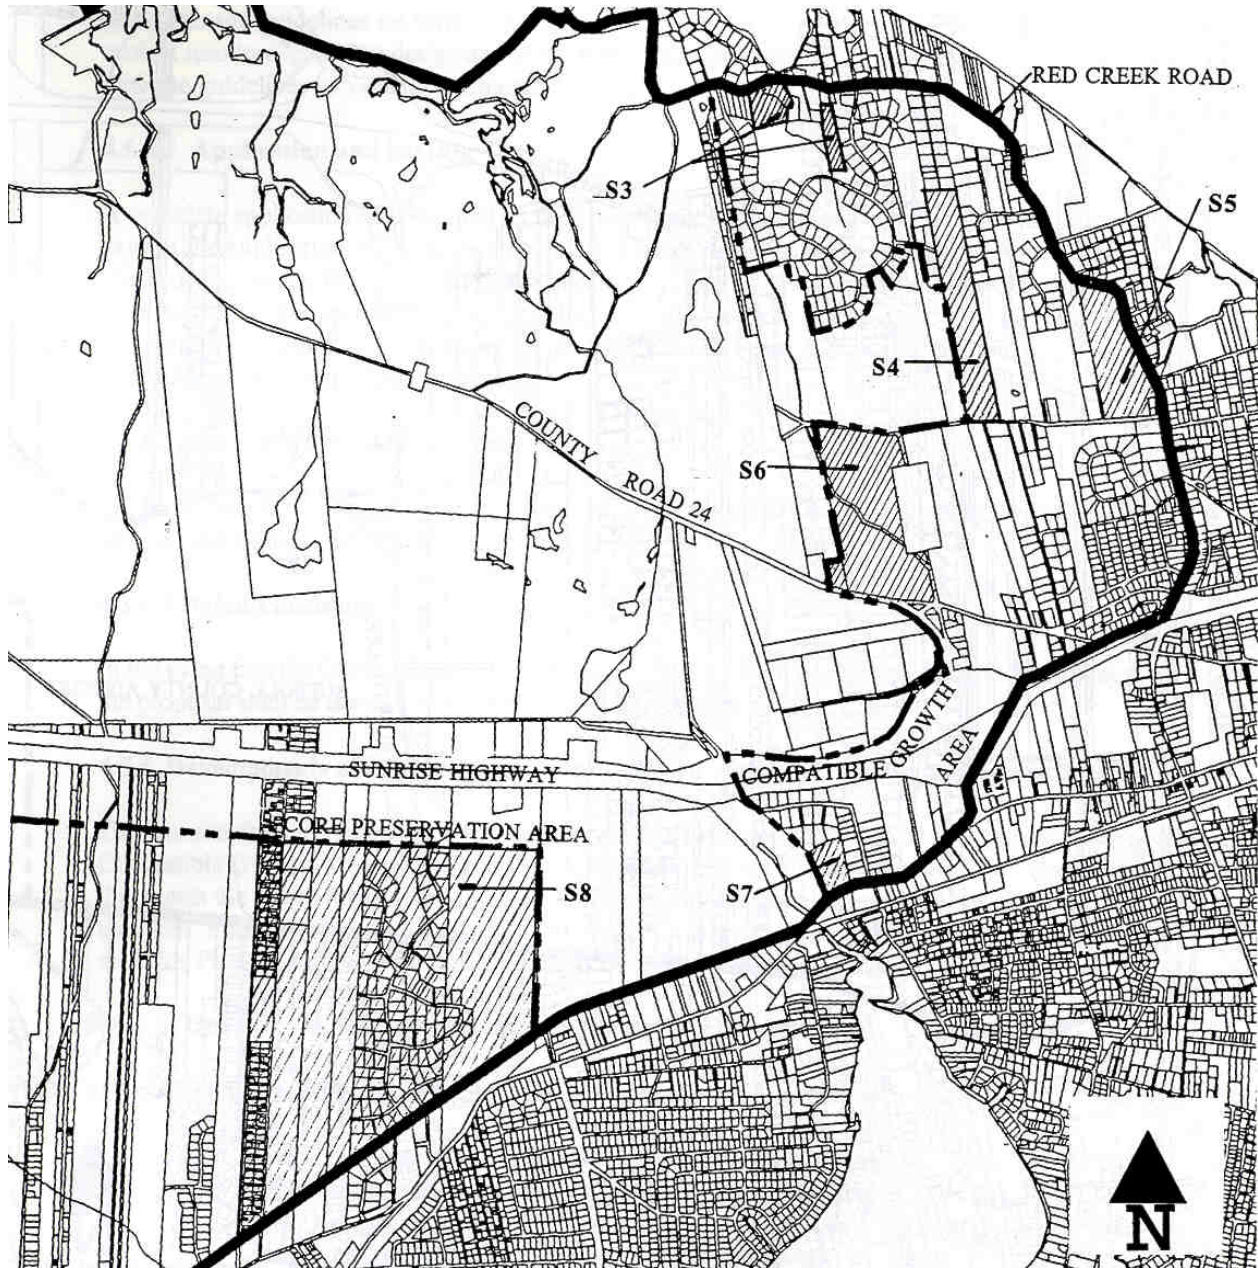 RED CREEK ROAD
S3
S5
S4
S6
COUNTY ROAD 24
COMPATIBLE GROWTH AREA
SUNRISE HIGHWAY
CORE PRESERVATION AREA
S8
S7
N